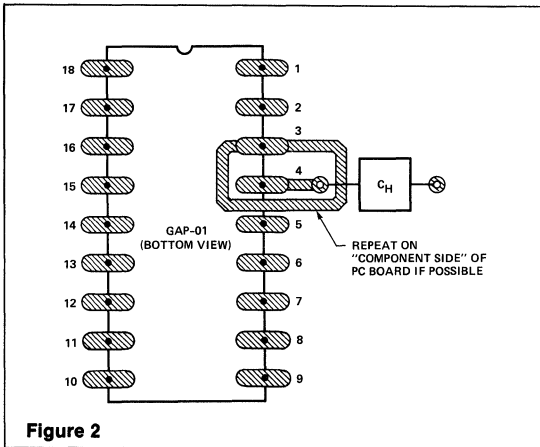 18 1
17 2
16 3
15 4
CH
14 GAP-01 5
(BOTTOM VIEW)
REPEAT ON
"COMPONENT SIDE" OF
PC BOARD IF POSSIBLE
13 6
12 7
11 8
10 9
Figure 2